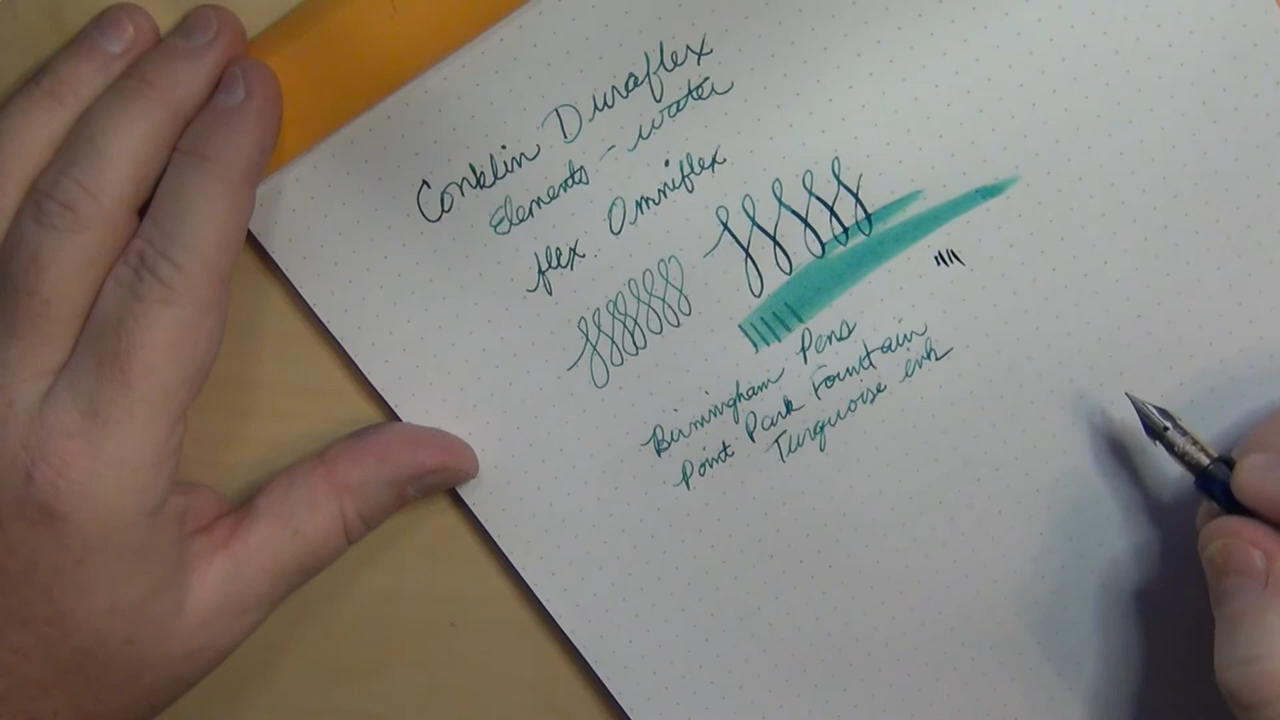 Conklin Duraflex
Elements - water
flex. Omniflex
Birmingham Pens
Point Park Fountain
Turquoise ink